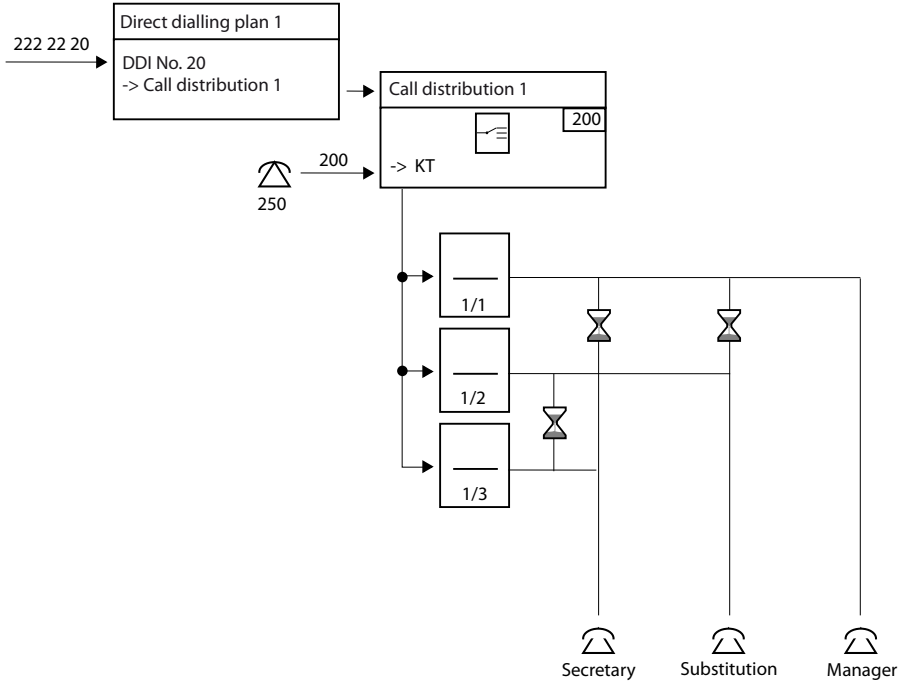 Direct dialling plan 1
222 22 20
DDI No. 20
-> Call distribution 1
Call distribution 1
200
200
-> KT
250
1/1
1/2
1/3
Secretary
Substitution
Manager